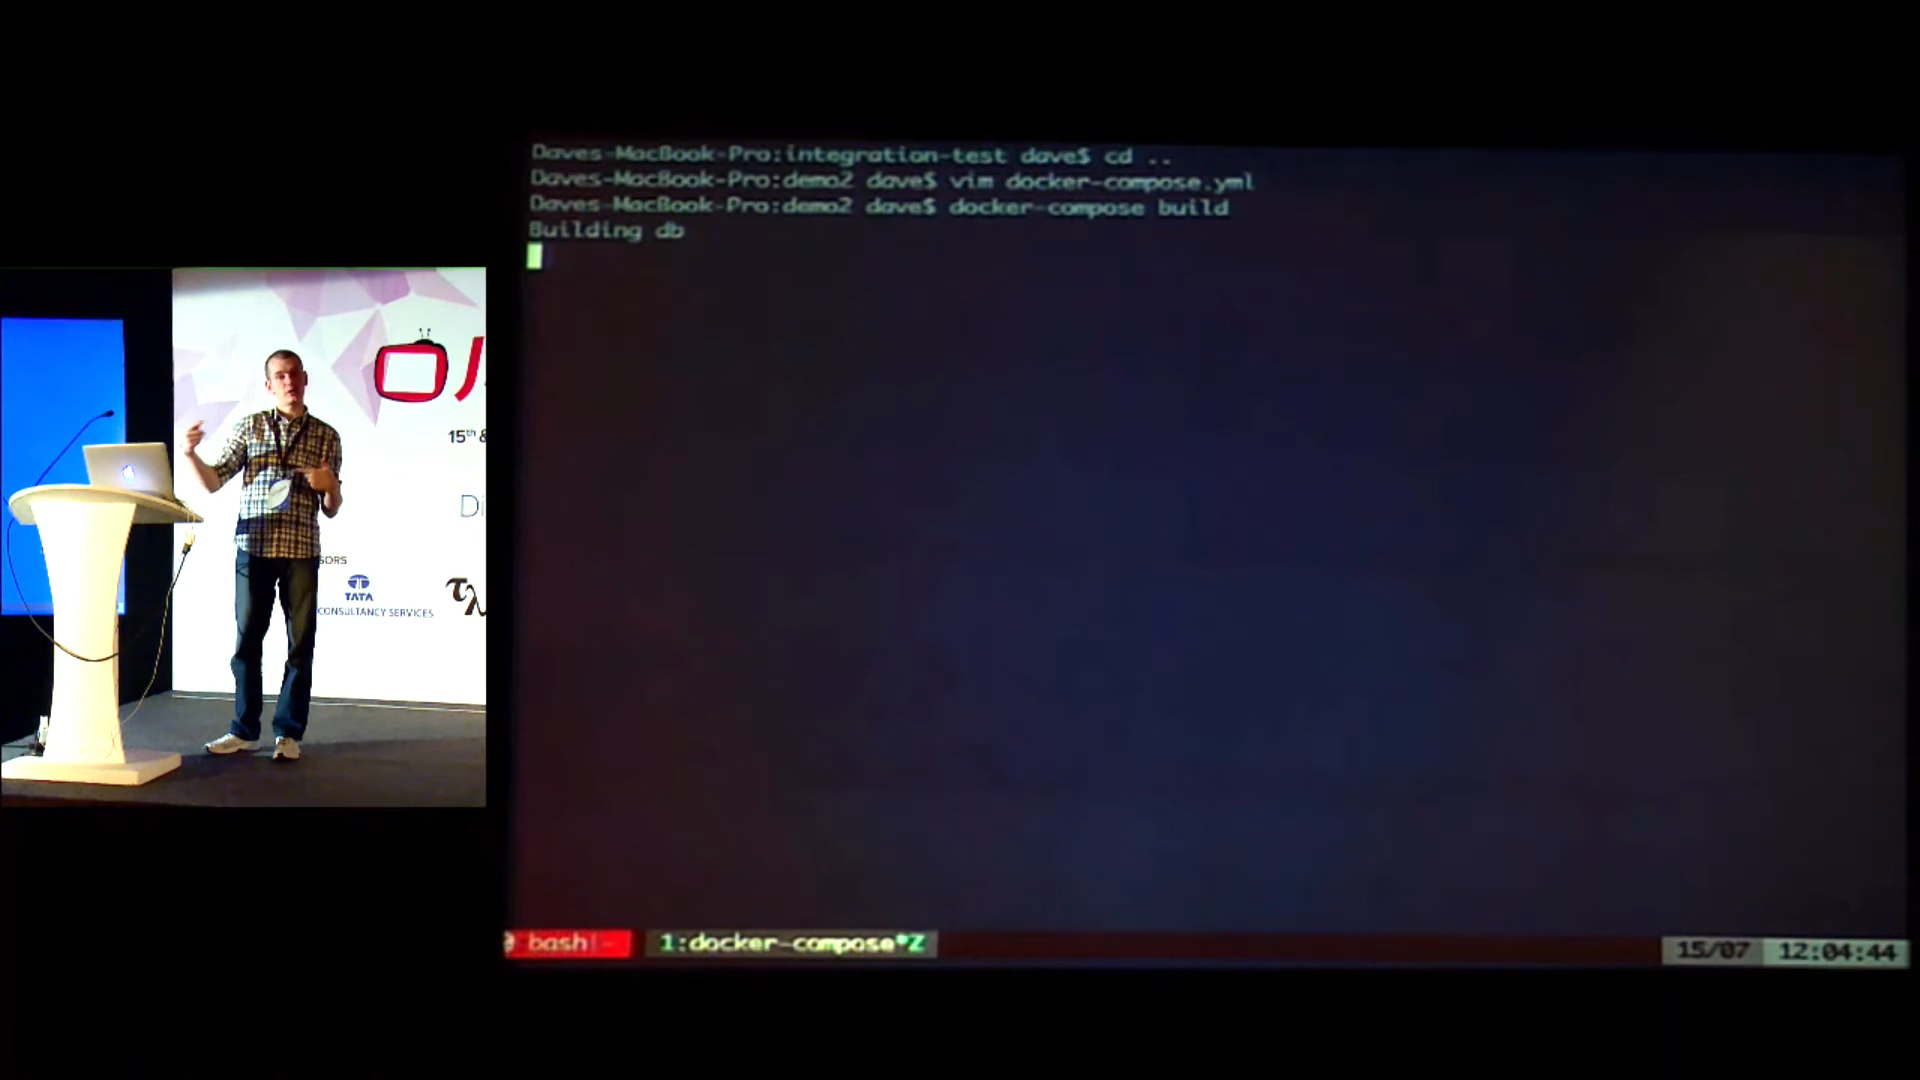 Daves-MacBook-Pro:integration-test dave$ cd ..
Daves-MacBook-Pro:demo2 dave$ vim docker-compose.yml
Daves-MacBook-Pro:demo2 dave$ docker-compose build
Building db
15th &
Di
SORS
TATA
CONSULTANCY SERVICES
bash
1:docker-compose*Z
15/07 12:04:44